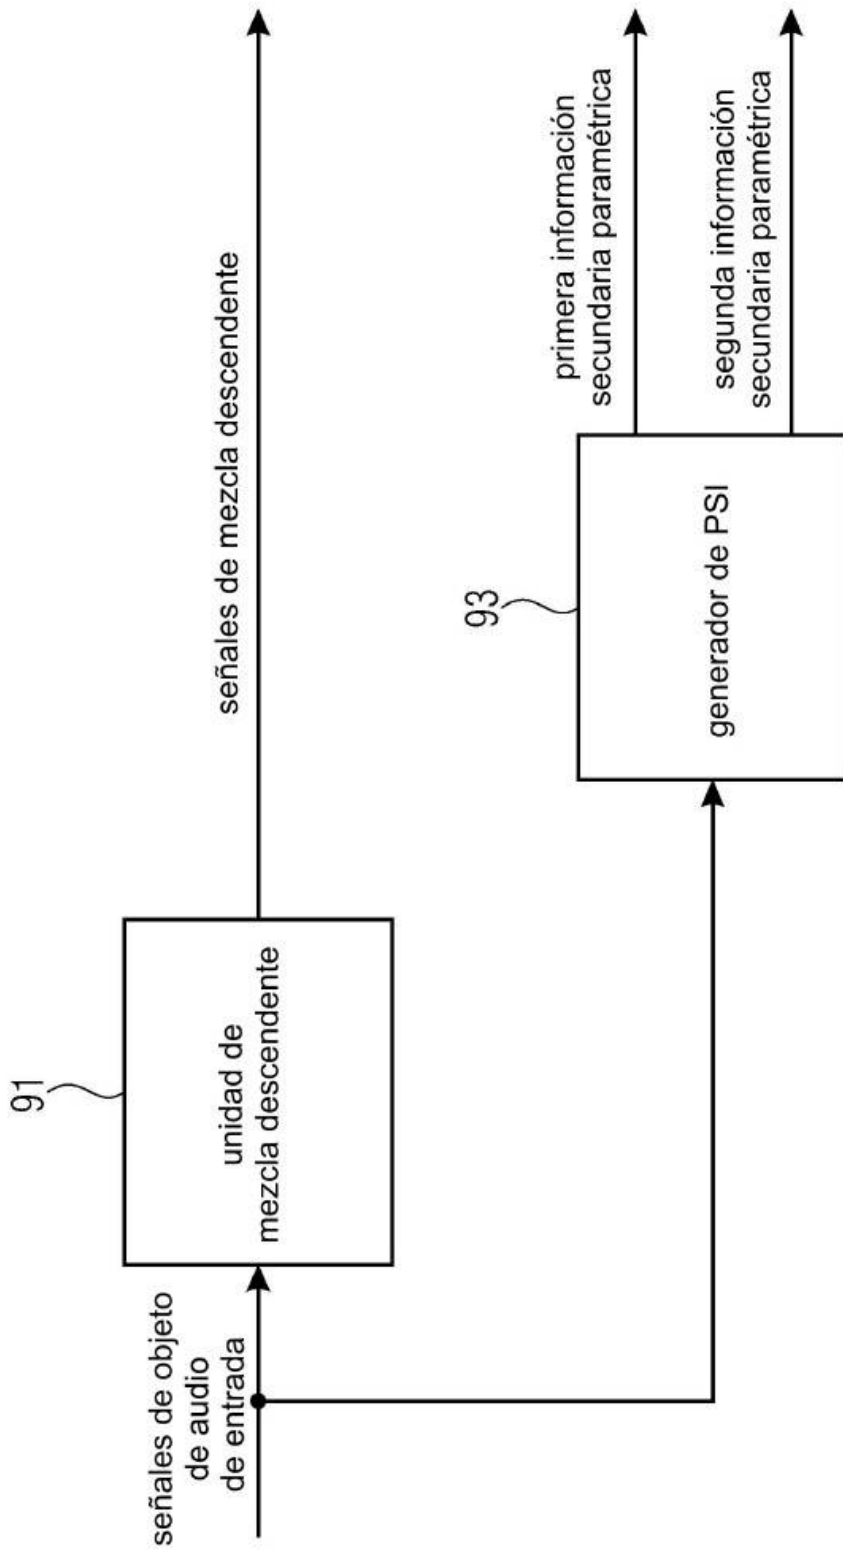 señales de objeto
de audio
de entrada
91
unidad de
mezcla descendente
señales de mezcla descendente
93
generador de PSI
primera información
secundaria paramétrica
segunda información
secundaria paramétrica